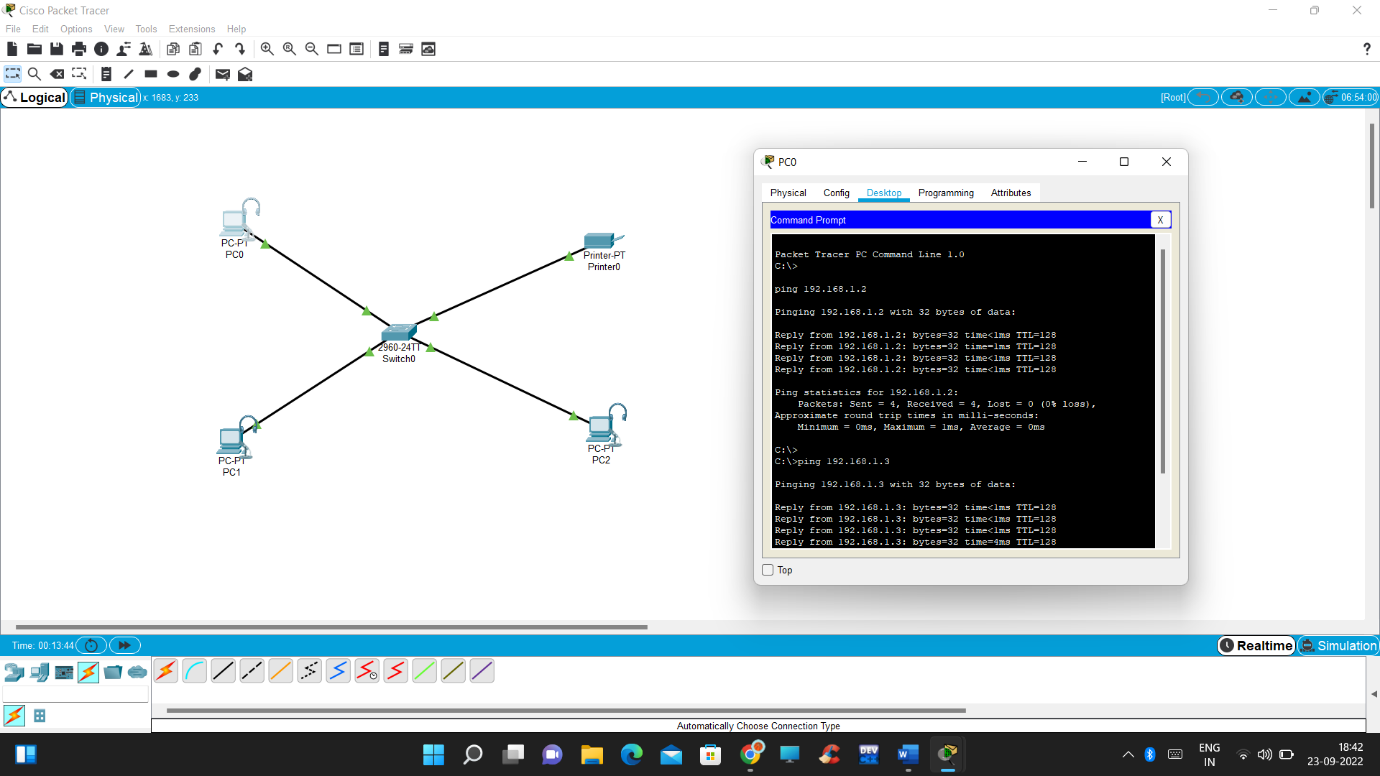 Cisco Packet Tracer
File Edit Options View Tools Extensions Help
Logical Physical x: 1683, y: 233
[Root] 06:54:00
PC-PT
PC0
Printer-PT
Printer0
2960-24TT
Switch0
PC-PT
PC1
PC-PT
PC2
PC0
Physical Config Desktop Programming Attributes
Command Prompt
X
Packet Tracer PC Command Line 1.0
C:\>
ping 192.168.1.2
Pinging 192.168.1.2 with 32 bytes of data:
Reply from 192.168.1.2: bytes=32 time<1ms TTL=128
Reply from 192.168.1.2: bytes=32 time=1ms TTL=128
Reply from 192.168.1.2: bytes=32 time<1ms TTL=128
Reply from 192.168.1.2: bytes=32 time<1ms TTL=128
Ping statistics for 192.168.1.2:
Packets: Sent = 4, Received = 4, Lost = 0 (0% loss),
Approximate round trip times in milli-seconds:
Minimum = 0ms, Maximum = 1ms, Average = 0ms
C:\>
C:\>ping 192.168.1.3
Pinging 192.168.1.3 with 32 bytes of data:
Reply from 192.168.1.3: bytes=32 time<1ms TTL=128
Reply from 192.168.1.3: bytes=32 time<1ms TTL=128
Reply from 192.168.1.3: bytes=32 time<1ms TTL=128
Reply from 192.168.1.3: bytes=32 time=4ms TTL=128
Top
Time: 00:13:44
Realtime Simulation
Automatically Choose Connection Type
DEV
W
ENG
IN
18:42
23-09-2022